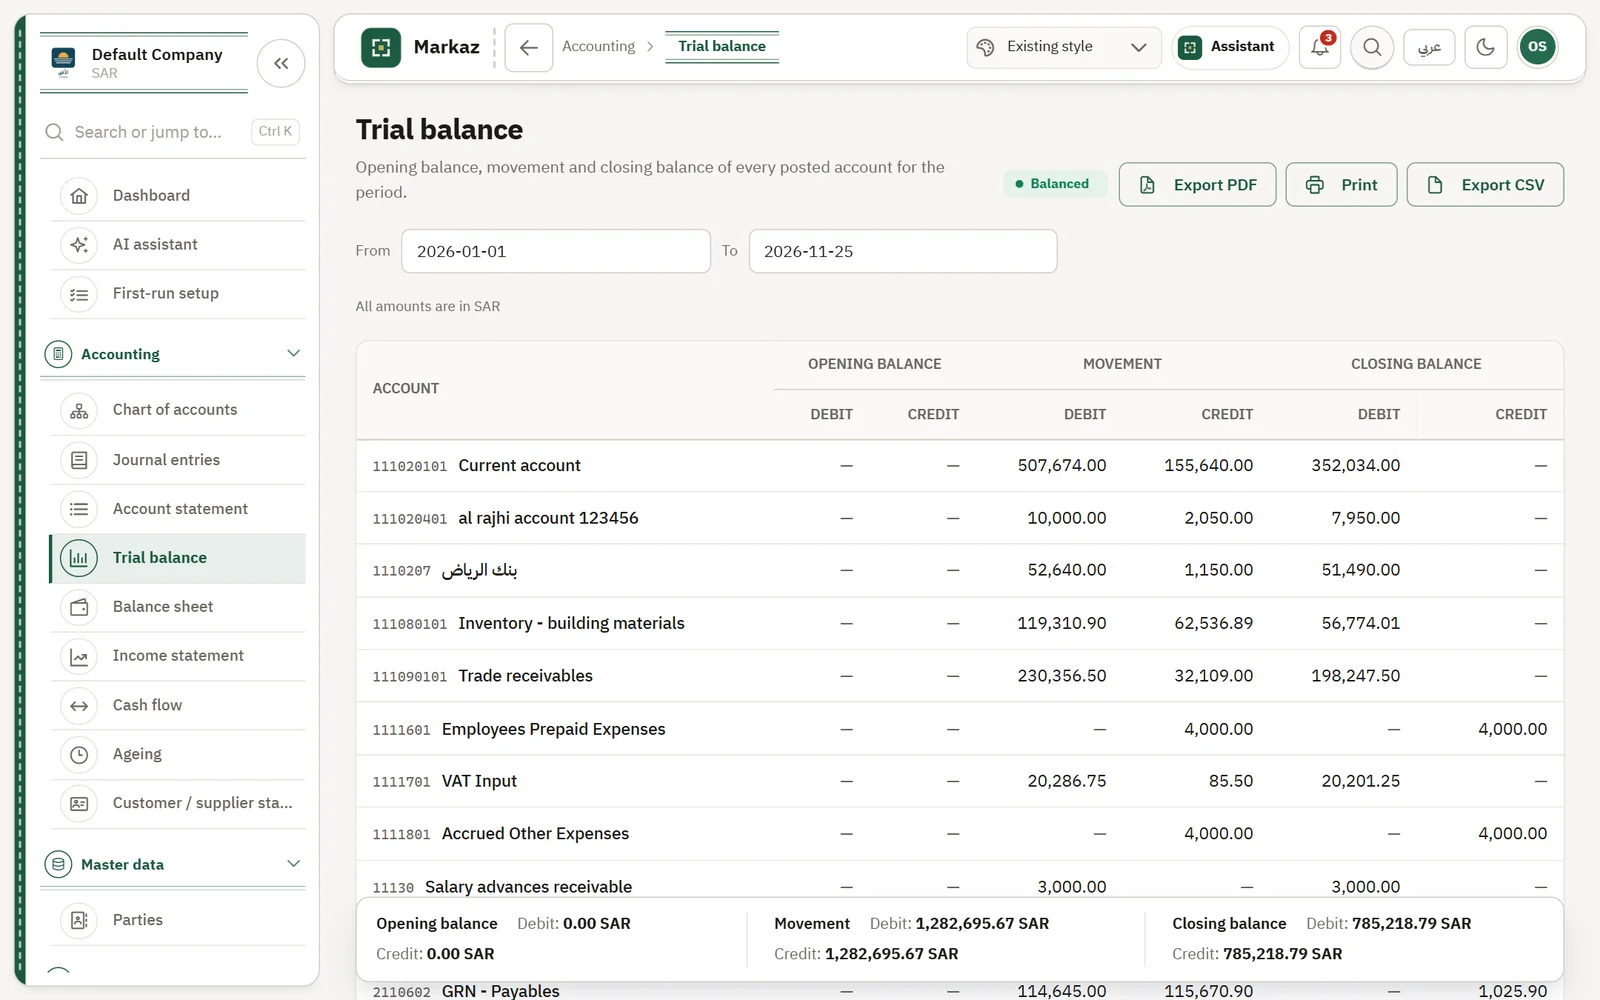 Default Company
SAR
Search or jump to...
Ctrl K
Dashboard
AI assistant
First-run setup
Accounting
Chart of accounts
Journal entries
Account statement
Trial balance
Balance sheet
Income statement
Cash flow
Ageing
Customer / supplier sta...
Master data
Parties
Markaz
Accounting
Trial balance
Existing style
Assistant
3
عربي
OS
Trial balance
Opening balance, movement and closing balance of every posted account for the
period.
Balanced
Export PDF
Print
Export CSV
From 2026-01-01 To 2026-11-25
All amounts are in SAR
ACCOUNT OPENING BALANCE MOVEMENT CLOSING BALANCE
DEBIT CREDIT DEBIT CREDIT DEBIT CREDIT
111020101 Current account — — 507,674.00 155,640.00 352,034.00 —
111020401 al rajhi account 123456 — — 10,000.00 2,050.00 7,950.00 —
1110207 بنك الرياض — — 52,640.00 1,150.00 51,490.00 —
111080101 Inventory - building materials — — 119,310.90 62,536.89 56,774.01 —
111090101 Trade receivables — — 230,356.50 32,109.00 198,247.50 —
1111601 Employees Prepaid Expenses — — — 4,000.00 — 4,000.00
1111701 VAT Input — — 20,286.75 85.50 20,201.25 —
1111801 Accrued Other Expenses — — — 4,000.00 — 4,000.00
11130 Salary advances receivable — — 3,000.00 — 3,000.00 —
Opening balance Debit: 0.00 SAR
Credit: 0.00 SAR
Movement Debit: 1,282,695.67 SAR
Credit: 1,282,695.67 SAR
Closing balance Debit: 785,218.79 SAR
Credit: 785,218.79 SAR
2110602 GRN - Payables — — 114,645.00 115,670.90 — 1,025.90